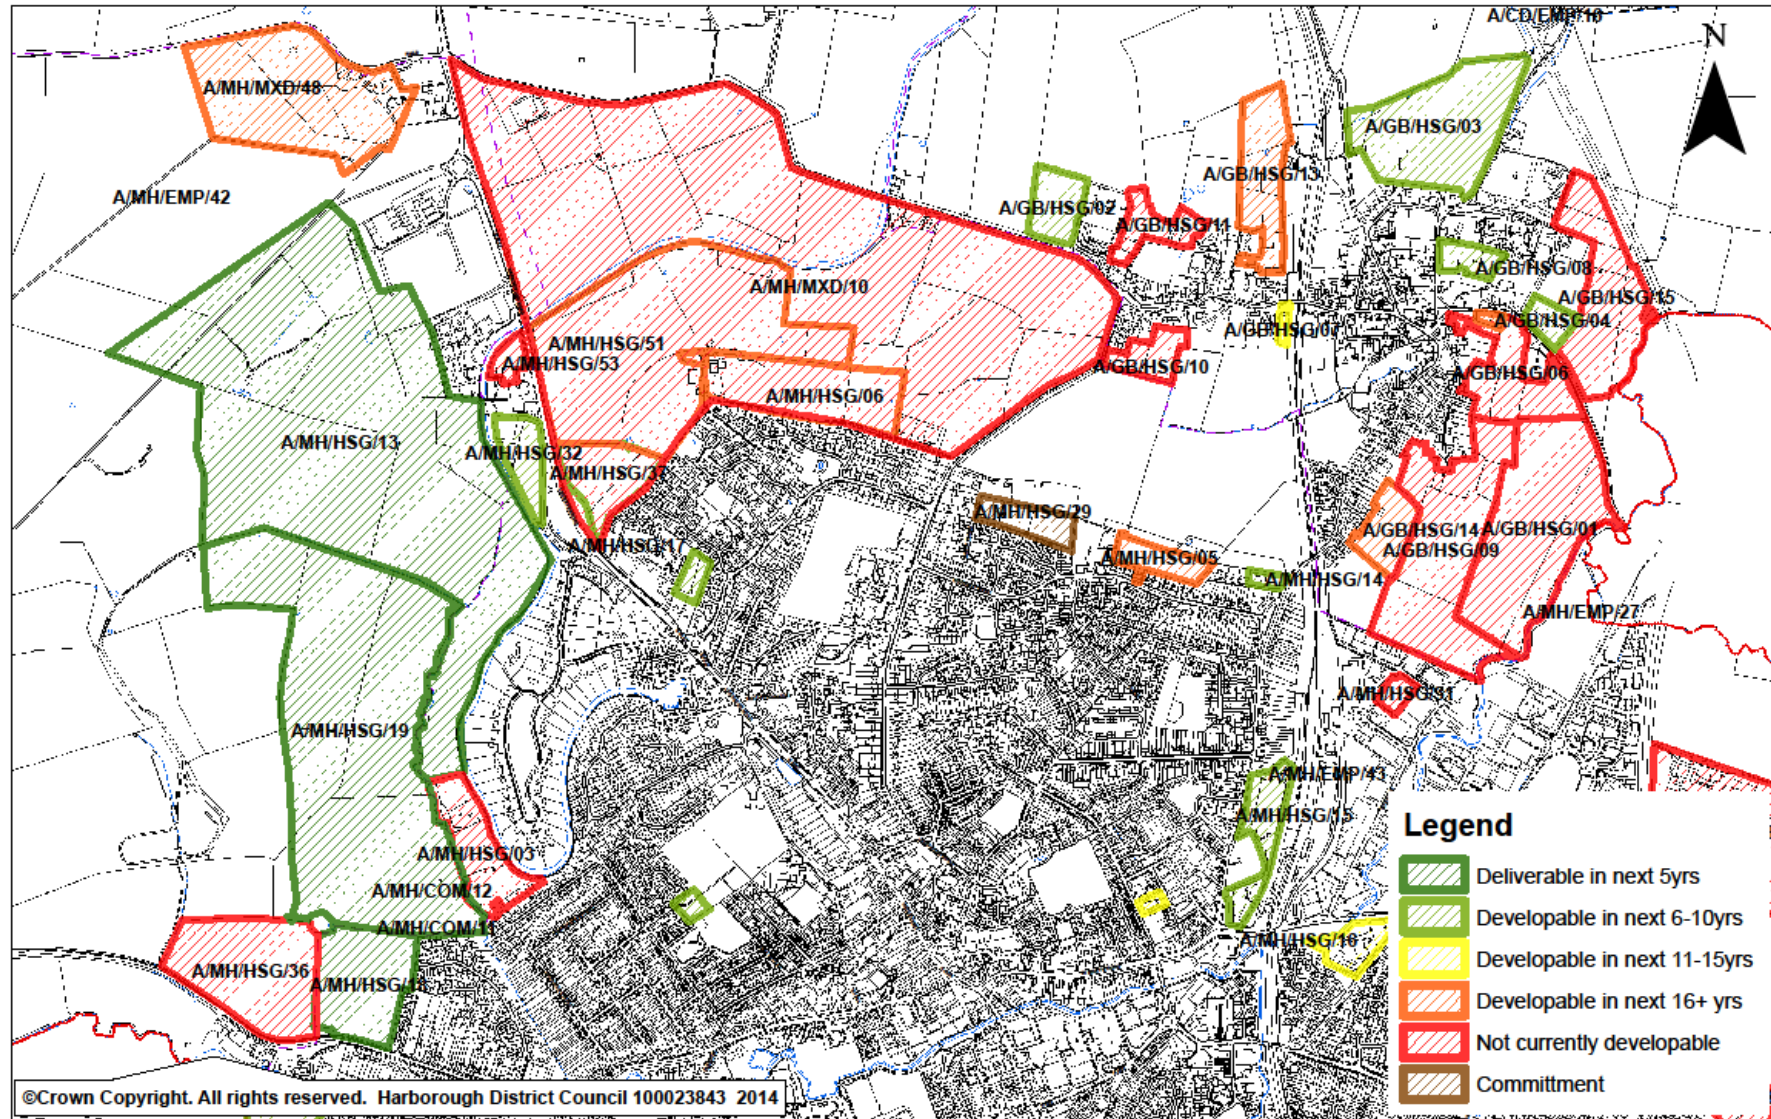 A/CD/EMP/16
N
A/MH/MXD/48
A/GB/HSG/03
A/GB/HSG/13
A/MH/EMP/42
A/GB/HSG/02
A/GB/HSG/11
A/GB/HSG/08
A/MH/MXD/10
A/GB/HSG/15
A/GB/HSG/04
A/GB/HSG/07
A/MH/HSG/51
A/MH/HSG/53
A/GB/HSG/10
A/GB/HSG/06
A/MH/HSG/06
A/MH/HSG/13
A/MH/HSG/32
A/MH/HSG/37
A/MH/HSG/29
A/GB/HSG/14
A/GB/HSG/01
A/MH/HSG/17
A/GB/HSG/09
A/MH/HSG/05
A/MH/HSG/14
A/MH/EMP/27
A/MH/HSG/31
A/MH/HSG/19
A/MH/EMP/43
A/MH/HSG/15
A/MH/HSG/03
A/MH/COM/12
A/MH/COM/11
A/MH/HSG/16
A/MH/HSG/36
A/MH/HSG/18
Legend
Deliverable in next 5yrs
Developable in next 6-10yrs
Developable in next 11-15yrs
Developable in next 16+ yrs
Not currently developable
Committment
©Crown Copyright. All rights reserved. Harborough District Council 100023843 2014